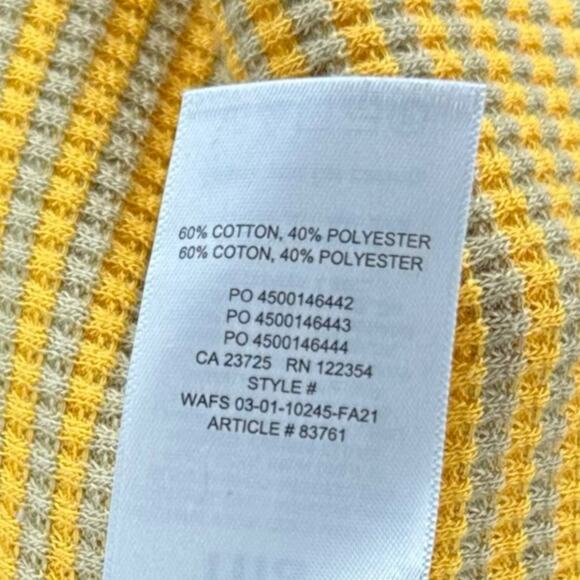 60% COTTON, 40% POLYESTER
60% COTON, 40% POLYESTER
PO 4500146442
PO 4500146443
PO 4500146444
CA 23725 RN 122354
STYLE #
WAFS 03-01-10245-FA21
ARTICLE # 83761